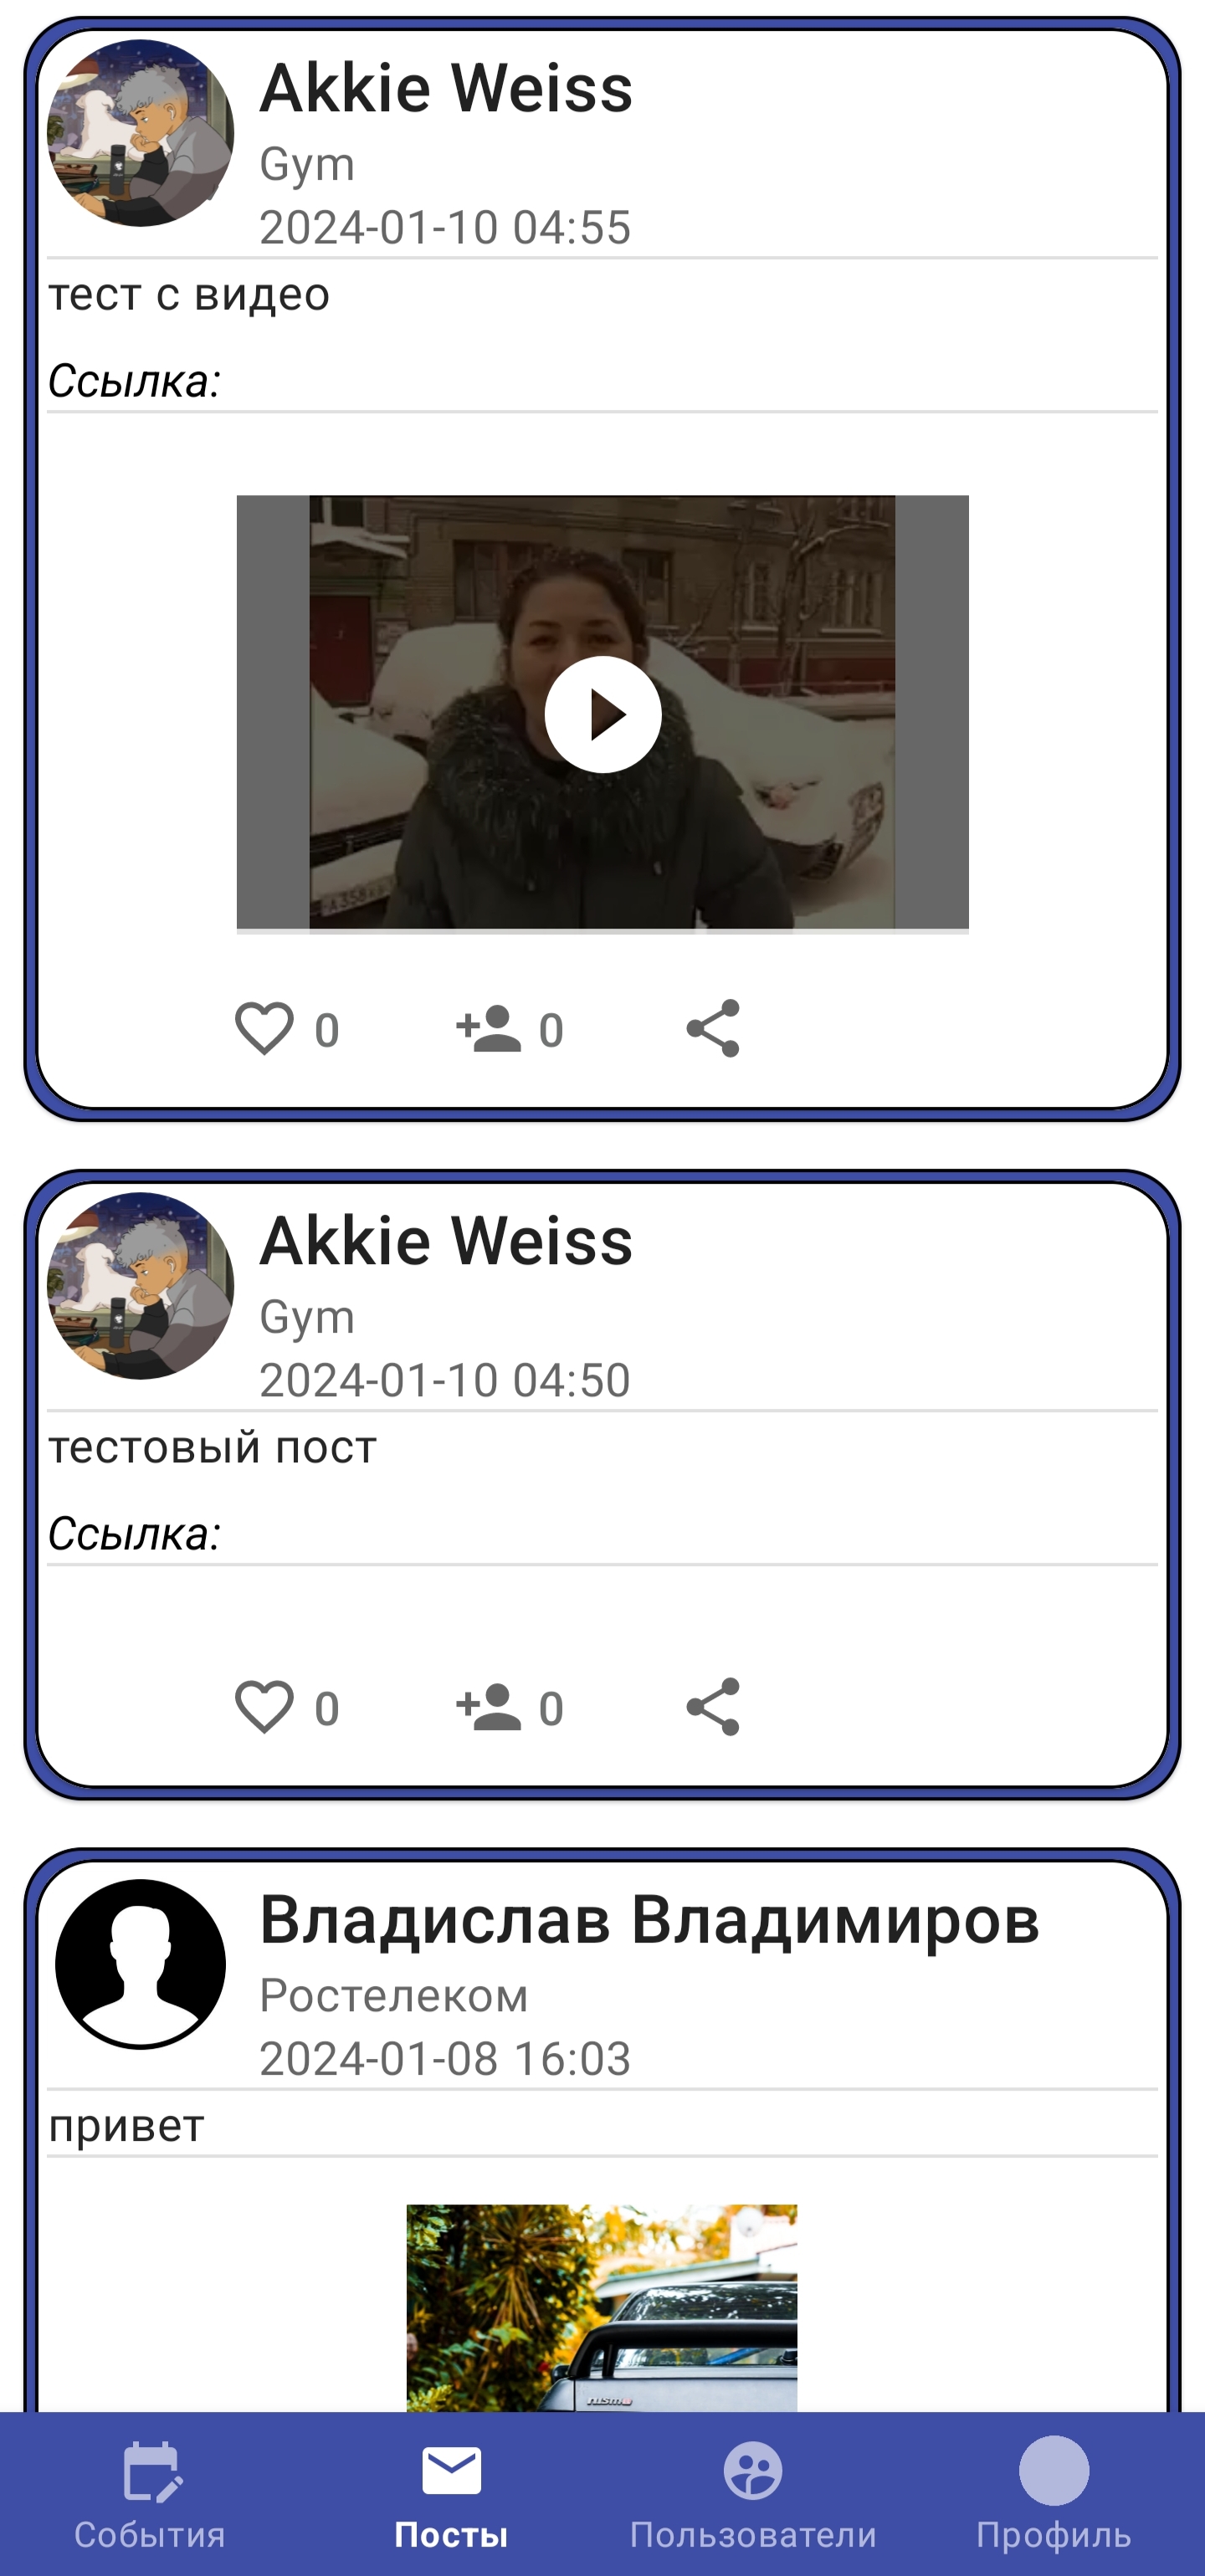 Akkie Weiss
Gym
2024-01-10 04:55
тест с видео
Ссылка:
0 0
Akkie Weiss
Gym
2024-01-10 04:50
тестовый пост
Ссылка:
0 0
Владислав Владимиров
Ростелеком
2024-01-08 16:03
привет
nismo
События Посты Пользователи Профиль